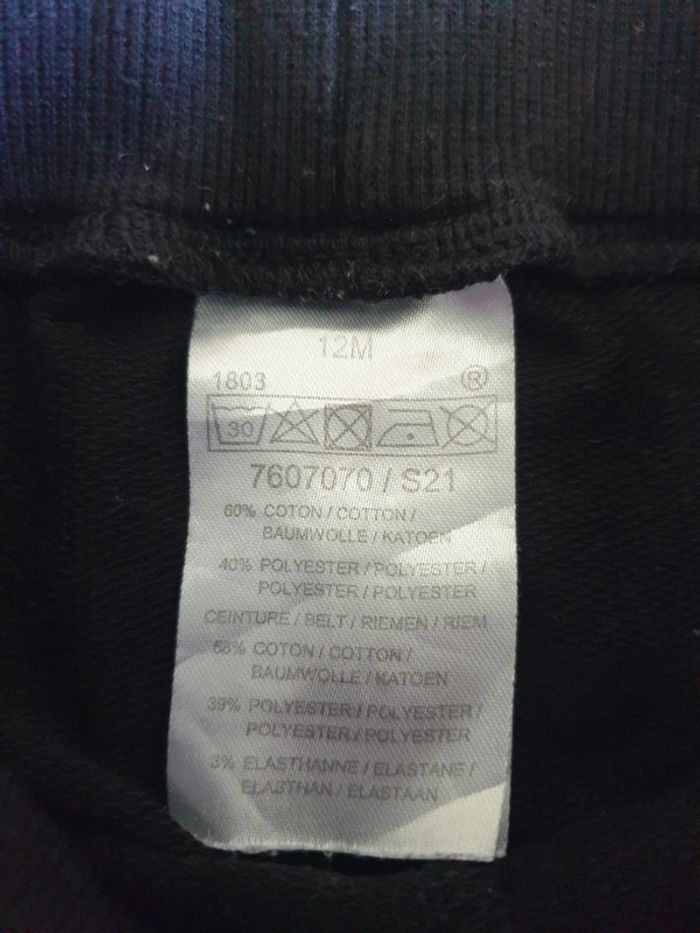 12M
1803 ®
30
7607070 / S21
60% COTON / COTTON /
BAUMWOLLE / KATOEN
40% POLYESTER / POLYESTER /
POLYESTER / POLYESTER
CEINTURE / BELT / RIEMEN / RIEM
COTON / COTTON /
BAUMWOLLE / KATOEN
39% POLYESTER / POLYESTER /
POLYESTER / POLYESTER
3% ELASTHANNE / ELASTANE /
ELASTHAN / ELASTAAN